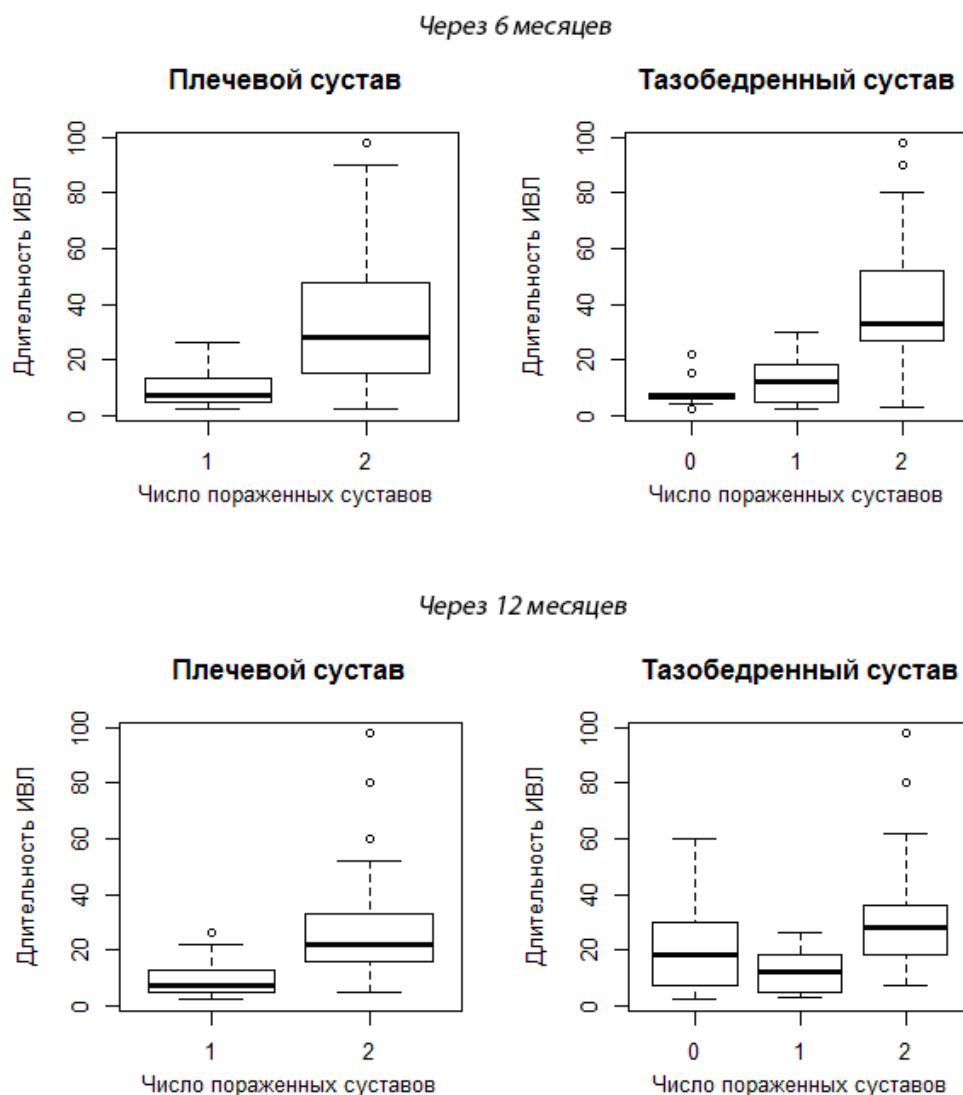 Через 6 месяцев
Плечевой сустав
Тазобедренный сустав
Длительность ИВЛ
0 20 40 60 80 100
1 2
Число пораженных суставов
Длительность ИВЛ
0 20 40 60 80 100
0 1 2
Число пораженных суставов
Через 12 месяцев
Плечевой сустав
Тазобедренный сустав
Длительность ИВЛ
0 20 40 60 80 100
1 2
Число пораженных суставов
Длительность ИВЛ
0 20 40 60 80 100
0 1 2
Число пораженных суставов